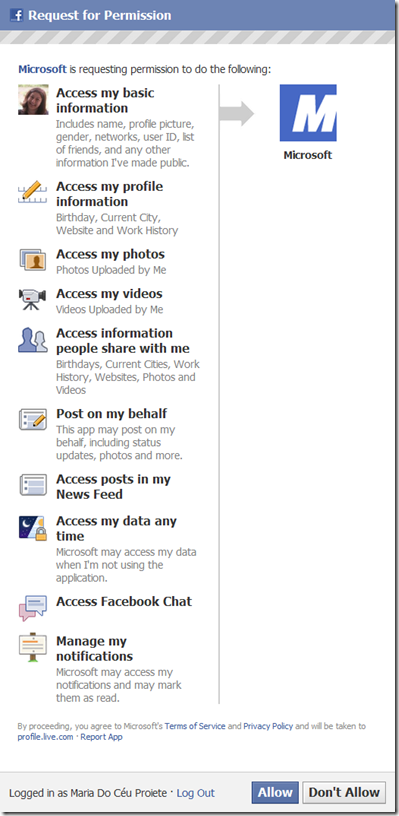 Request for Permission
Microsoft is requesting permission to do the following:
Access my basic
information
Includes name, profile picture,
gender, networks, user ID, list
of friends, and any other
information I've made public.
Microsoft
Access my profile
information
Birthday, Current City,
Website and Work History
Access my photos
Photos Uploaded by Me
Access my videos
Videos Uploaded by Me
Access information
people share with me
Birthdays, Current Cities, Work
History, Websites, Photos and
Videos
Post on my behalf
This app may post on my
behalf, including status
updates, photos and more.
Access posts in my
News Feed
Access my data any
time
Microsoft may access my data
when I'm not using the
application.
Access Facebook Chat
Manage my
notifications
Microsoft may access my
notifications and may mark
them as read.
By proceeding, you agree to Microsoft's Terms of Service and Privacy Policy and will be taken to
profile.live.com · Report App
Logged in as Maria Do Céu Proiete · Log Out
Allow
Don't Allow